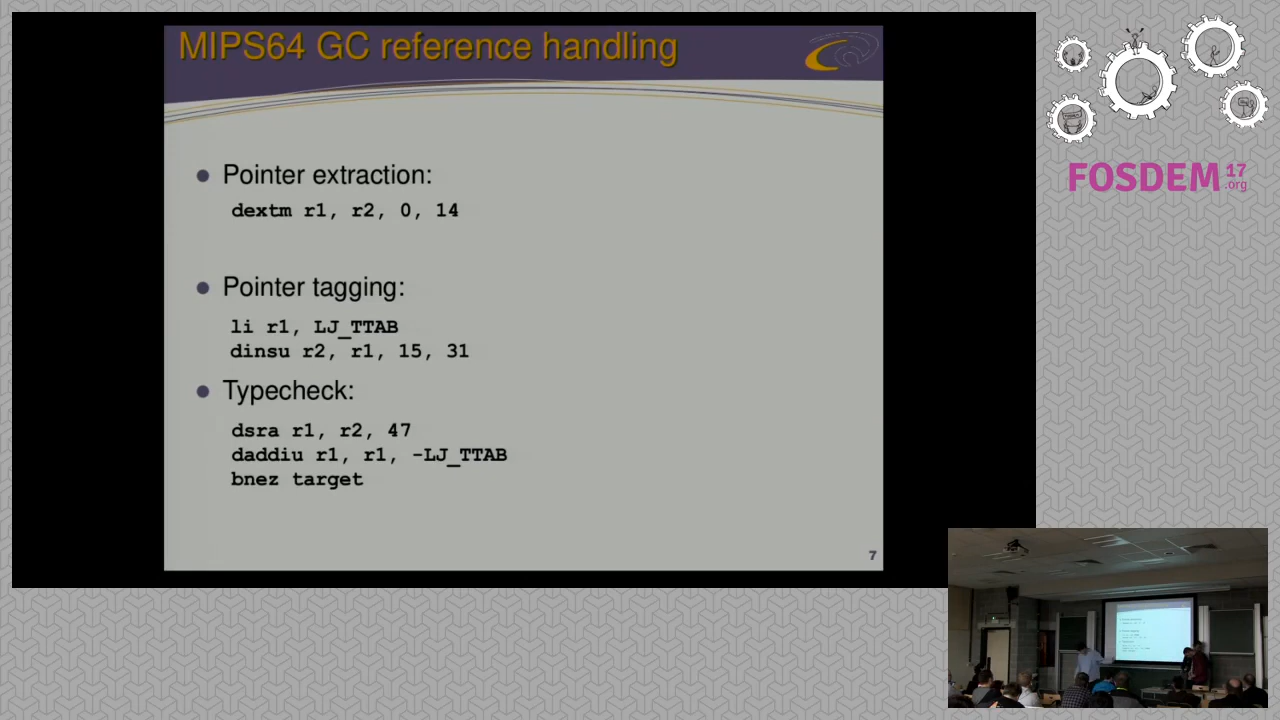 MIPS64 GC reference handling
Pointer extraction:
dextm r1, r2, 0, 14
Pointer tagging:
li r1, LJ_TTAB
dinsu r2, r1, 15, 31
Typecheck:
dsra r1, r2, 47
daddiu r1, r1, -LJ_TTAB
bnez target
7
FOSDEM 17
.org